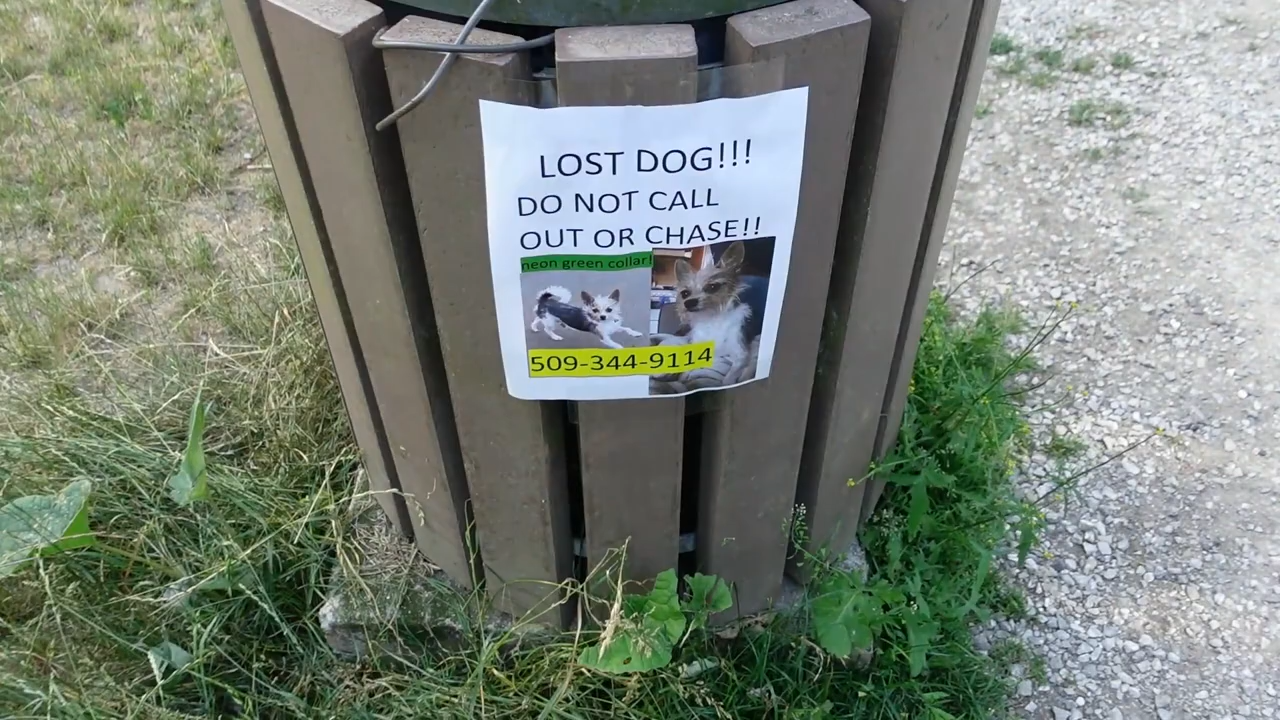 LOST DOG!!!
DO NOT CALL
OUT OR CHASE!!
neon green collar!
509-344-9114